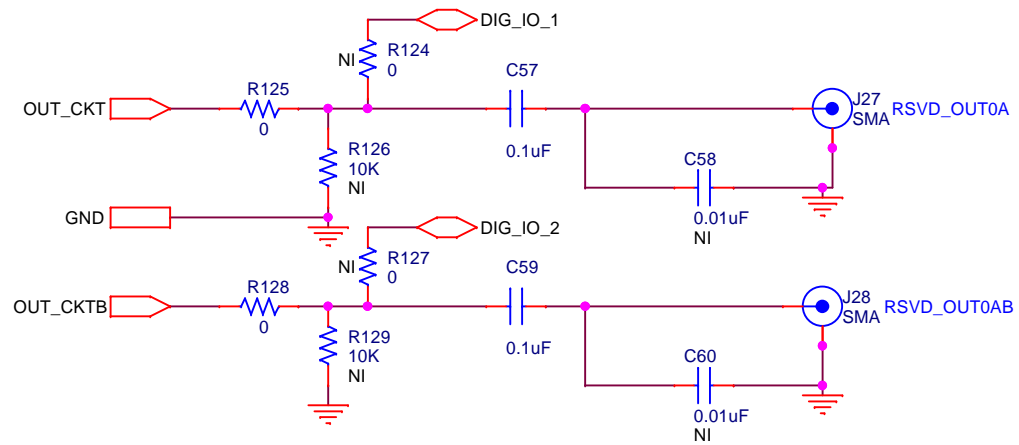 DIG_IO_1
NI
R124
0
C57
R125
0
OUT_CKT
J27
SMA
RSVD_OUT0A
0.1uF
R126
10K
NI
C58
0.01uF
NI
GND
DIG_IO_2
NI
R127
0
C59
R128
0
OUT_CKTB
J28
SMA
RSVD_OUT0AB
0.1uF
R129
10K
NI
C60
0.01uF
NI